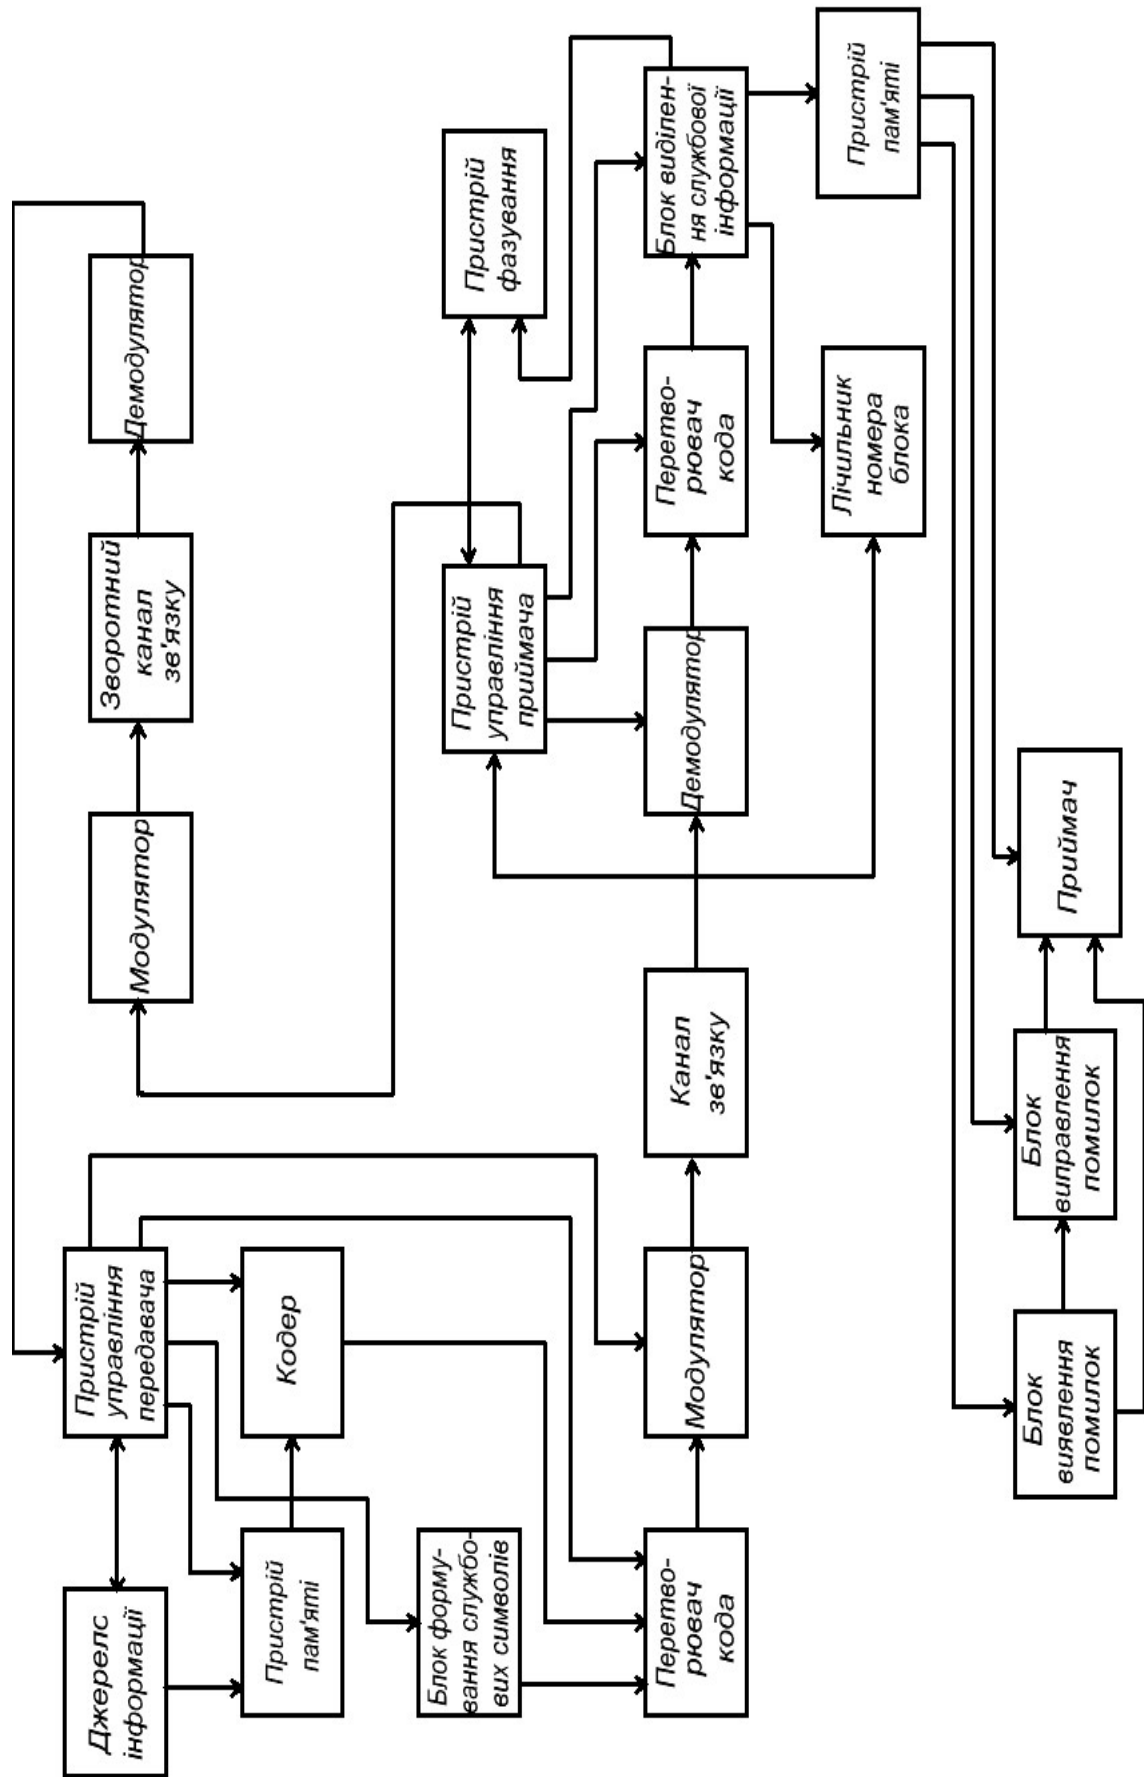 Джерелс
інформації
Пристрій
управління
передавача
Модулятор
Зворотний
канал
зв'язку
Демодулятор
Пристрій
пам'яті
Кодер
Блок форму-
вання службо-
вих символів
Пристрій
управління
приймача
Пристрій
фазування
Перетво-
рювач
кода
Модулятор
Канал
зв'язку
Демодулятор
Перетво-
рювач
кода
Блок виділен-
ня службової
інформації
Лічильник
номера
блока
Пристрій
пам'яті
Блок
виявлення
помилок
Блок
виправлення
помилок
Приймач